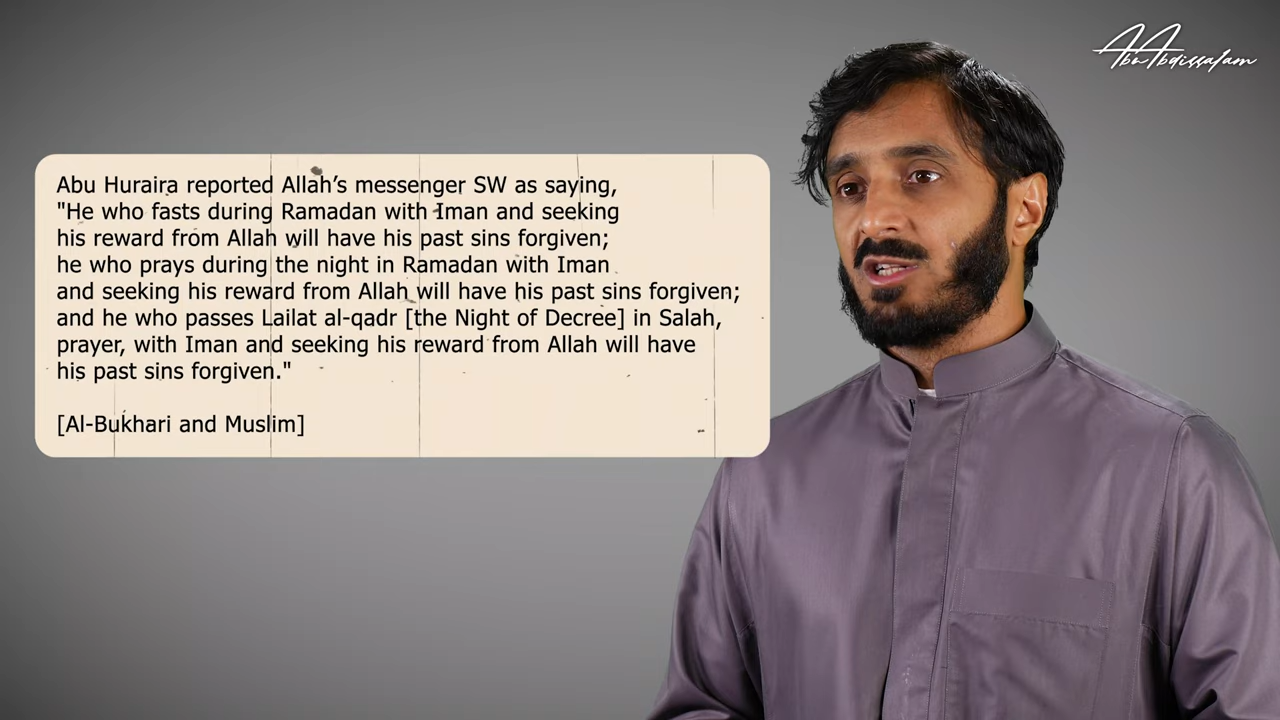 Abu Abdissalam
Abu Huraira reported Allah’s messenger SW as saying,
"He who fasts during Ramadan with Iman and seeking
his reward from Allah will have his past sins forgiven;
he who prays during the night in Ramadan with Iman
and seeking his reward from Allah will have his past sins forgiven;
and he who passes Lailat al-qadr [the Night of Decree] in Salah,
prayer, with Iman and seeking his reward from Allah will have
his past sins forgiven."
[Al-Bukhari and Muslim]